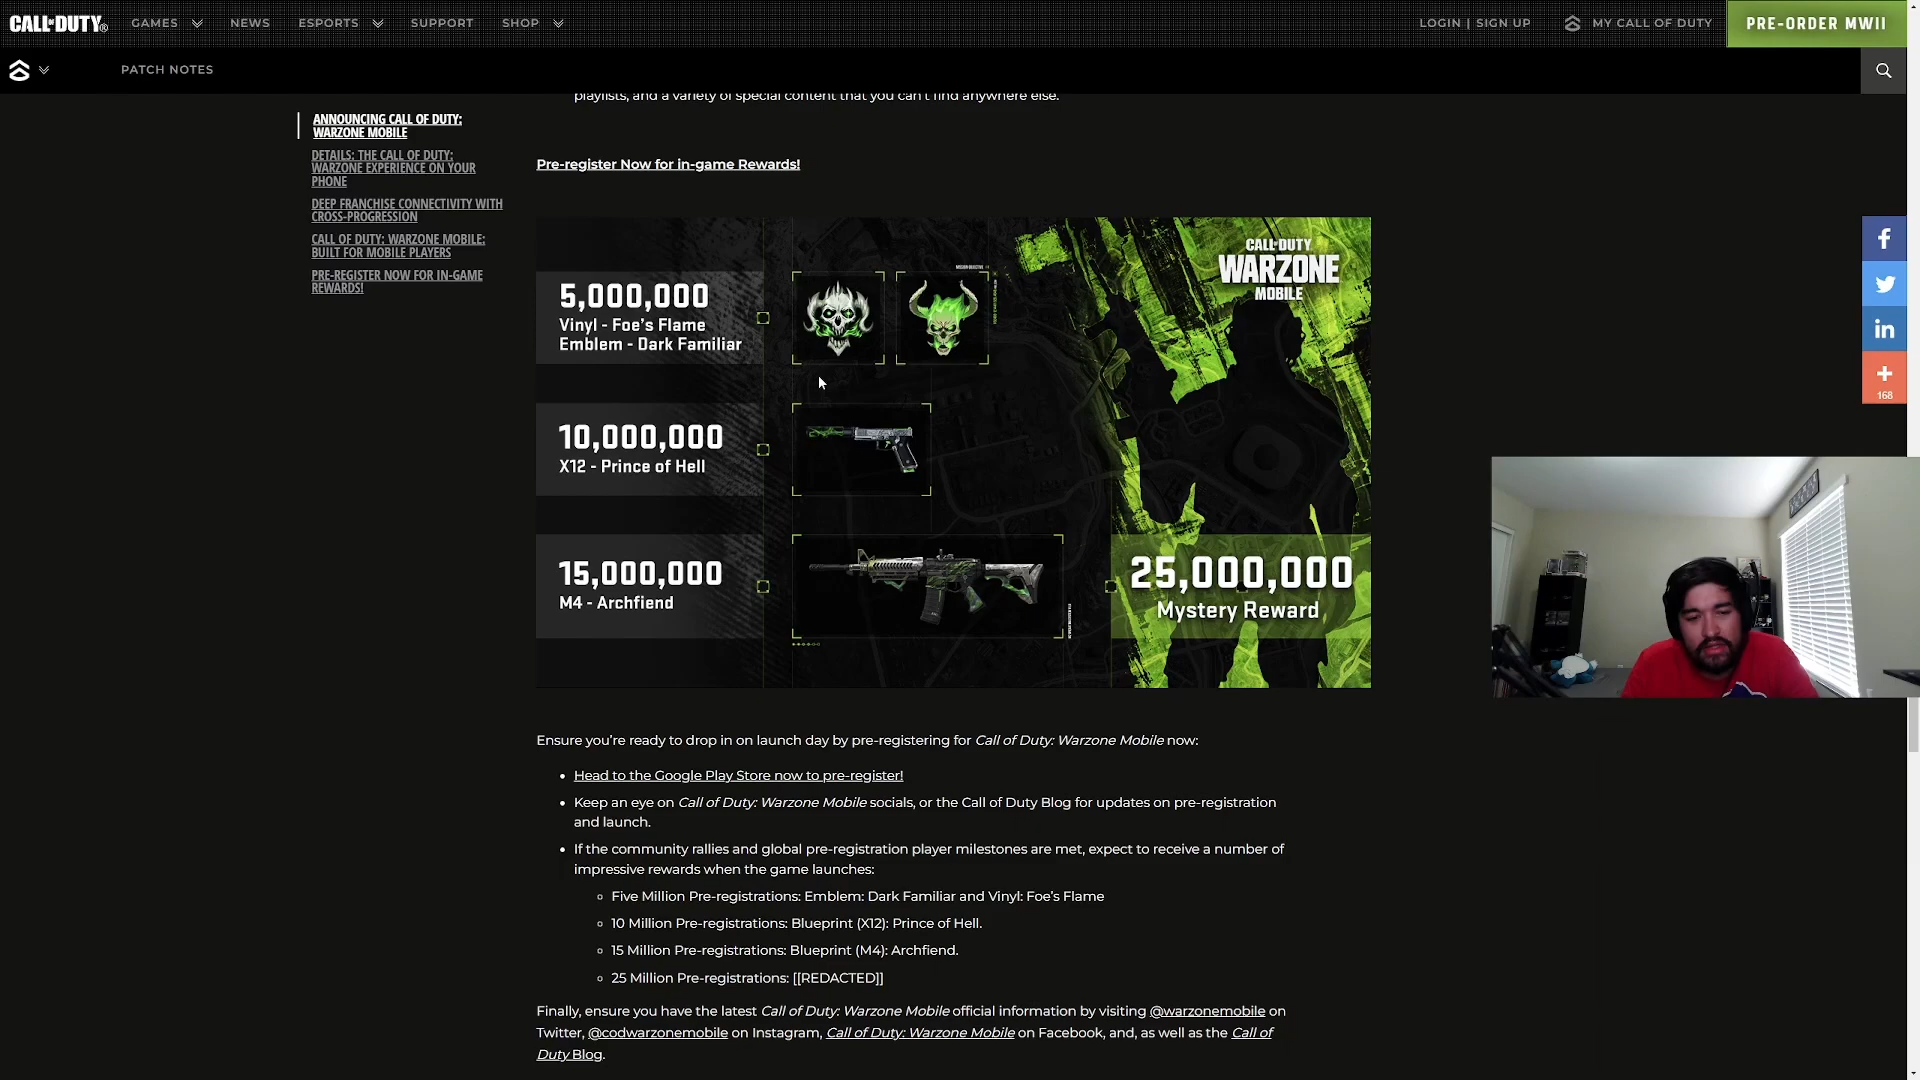 CALL OF DUTY®
GAMES
NEWS
ESPORTS
SUPPORT
SHOP
LOGIN | SIGN UP
MY CALL OF DUTY
PRE-ORDER MWII
PATCH NOTES
playlists, and a variety of special content that you can't find anywhere else.
ANNOUNCING CALL OF DUTY:
WARZONE MOBILE
DETAILS: THE CALL OF DUTY:
WARZONE EXPERIENCE ON YOUR
PHONE
DEEP FRANCHISE CONNECTIVITY WITH
CROSS-PROGRESSION
CALL OF DUTY: WARZONE MOBILE:
BUILT FOR MOBILE PLAYERS
PRE-REGISTER NOW FOR IN-GAME
REWARDS!
Pre-register Now for in-game Rewards!
CALL OF DUTY
WARZONE
MOBILE
5,000,000
Vinyl - Foe's Flame
Emblem - Dark Familiar
10,000,000
X12 - Prince of Hell
15,000,000
M4 - Archfiend
25,000,000
Mystery Reward
168
Ensure you're ready to drop in on launch day by pre-registering for Call of Duty: Warzone Mobile now:
Head to the Google Play Store now to pre-register!
Keep an eye on Call of Duty: Warzone Mobile socials, or the Call of Duty Blog for updates on pre-registration
and launch.
If the community rallies and global pre-registration player milestones are met, expect to receive a number of
impressive rewards when the game launches:
Five Million Pre-registrations: Emblem: Dark Familiar and Vinyl: Foe's Flame
10 Million Pre-registrations: Blueprint (X12): Prince of Hell.
15 Million Pre-registrations: Blueprint (M4): Archfiend.
25 Million Pre-registrations: [[REDACTED]]
Finally, ensure you have the latest Call of Duty: Warzone Mobile official information by visiting @warzonemobile on
Twitter, @codwarzonemobile on Instagram, Call of Duty: Warzone Mobile on Facebook, and, as well as the Call of
Duty Blog.